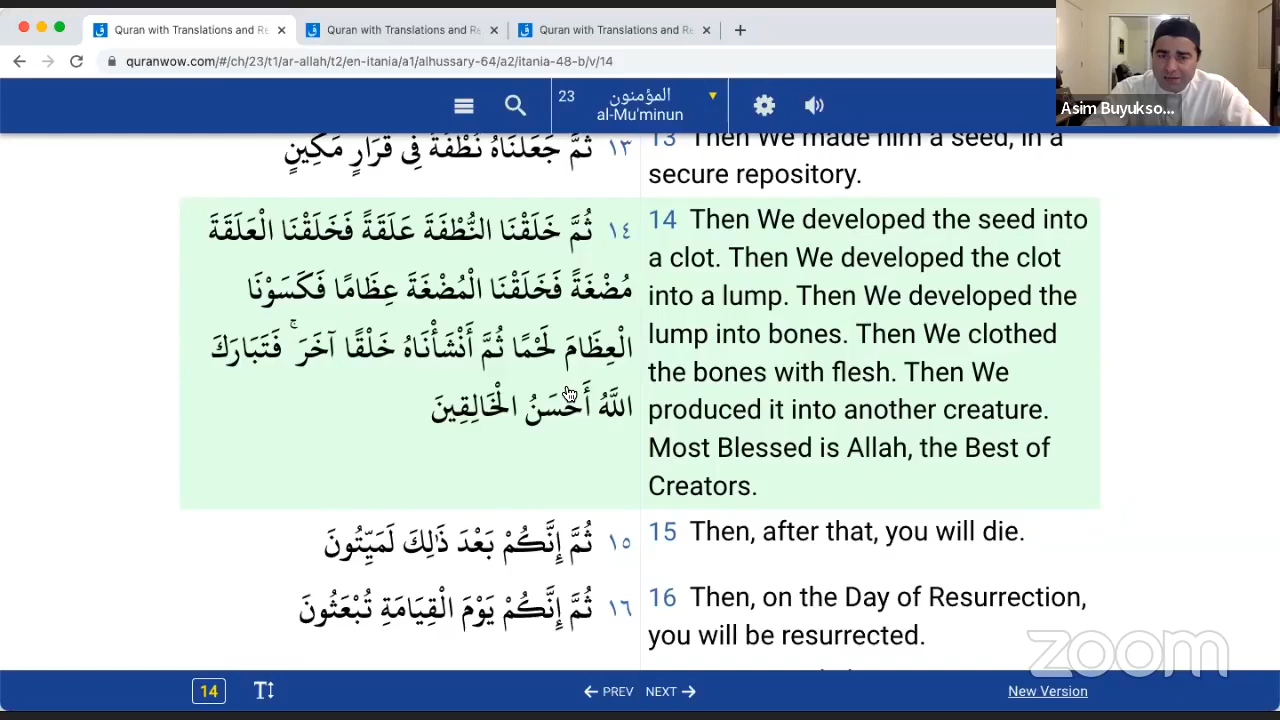 Quran with Translations and Re
Quran with Translations and Re
Quran with Translations and Re
quranwow.com/#/ch/23/t1/ar-allah/t2/en-itania/a1/alhussary-64/a2/itania-48-b/v/14
Asim Buyukso...
23 المؤمنون
al-Mu'minun
١٣ ثُمَّ جَعَلْنَاهُ نُطْفَةً فِي قَرَارٍ مَكِينٍ
13 Then We made him a seed, in a
secure repository.
١٤ ثُمَّ خَلَقْنَا النُّطْفَةَ عَلَقَةً فَخَلَقْنَا الْعَلَقَةَ
مُضْغَةً فَخَلَقْنَا الْمُضْغَةَ عِظَامًا فَكَسَوْنَا
الْعِظَامَ لَحْمًا ثُمَّ أَنْشَأْنَاهُ خَلْقًا آخَرَ ۚ فَتَبَارَكَ
اللَّهُ أَحْسَنُ الْخَالِقِينَ
14 Then We developed the seed into
a clot. Then We developed the clot
into a lump. Then We developed the
lump into bones. Then We clothed
the bones with flesh. Then We
produced it into another creature.
Most Blessed is Allah, the Best of
Creators.
١٥ ثُمَّ إِنَّكُمْ بَعْدَ ذَٰلِكَ لَمَيِّتُونَ
15 Then, after that, you will die.
١٦ ثُمَّ إِنَّكُمْ يَوْمَ الْقِيَامَةِ تُبْعَثُونَ
16 Then, on the Day of Resurrection,
you will be resurrected.
zoom
14 T PREV NEXT New Version